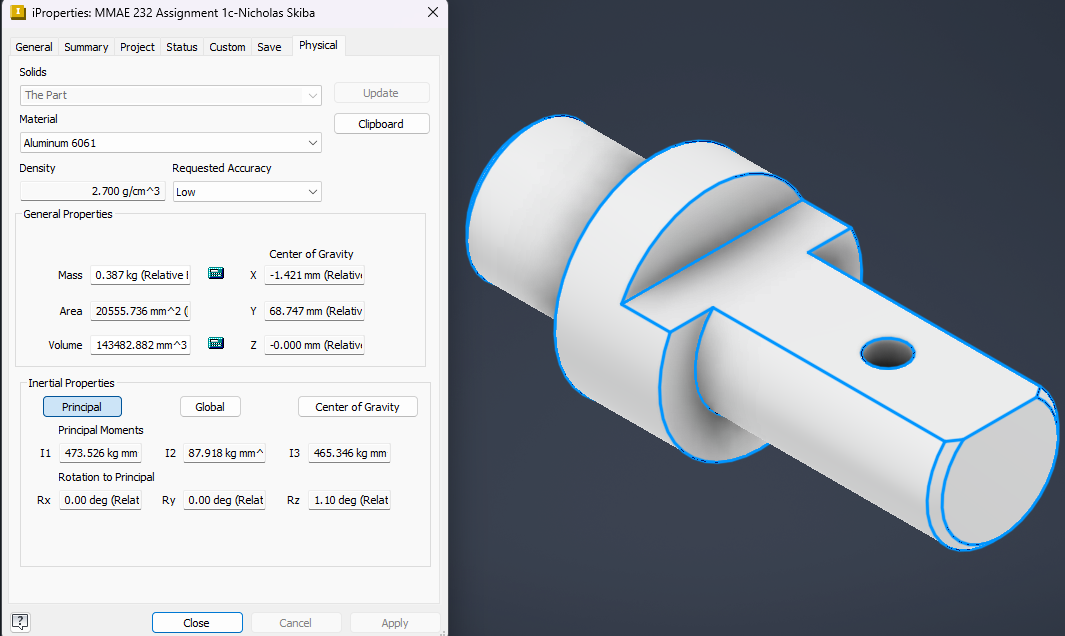 iProperties: MMAE 232 Assignment 1c-Nicholas Skiba
General Summary Project Status Custom Save Physical
Solids
The Part
Update
Material
Clipboard
Aluminum 6061
Density Requested Accuracy
2.700 g/cm^3 Low
General Properties
Center of Gravity
Mass 0.387 kg (Relative X -1.421 mm (Relativ
Area 20555.736 mm^2 ( Y 68.747 mm (Relativ
Volume 143482.882 mm^3 Z -0.000 mm (Relativ
Inertial Properties
Principal Global Center of Gravity
Principal Moments
I1 473.526 kg mm I2 87.918 kg mm^ I3 465.346 kg mm
Rotation to Principal
Rx 0.00 deg (Relat Ry 0.00 deg (Relat Rz 1.10 deg (Relat
? Close Cancel Apply